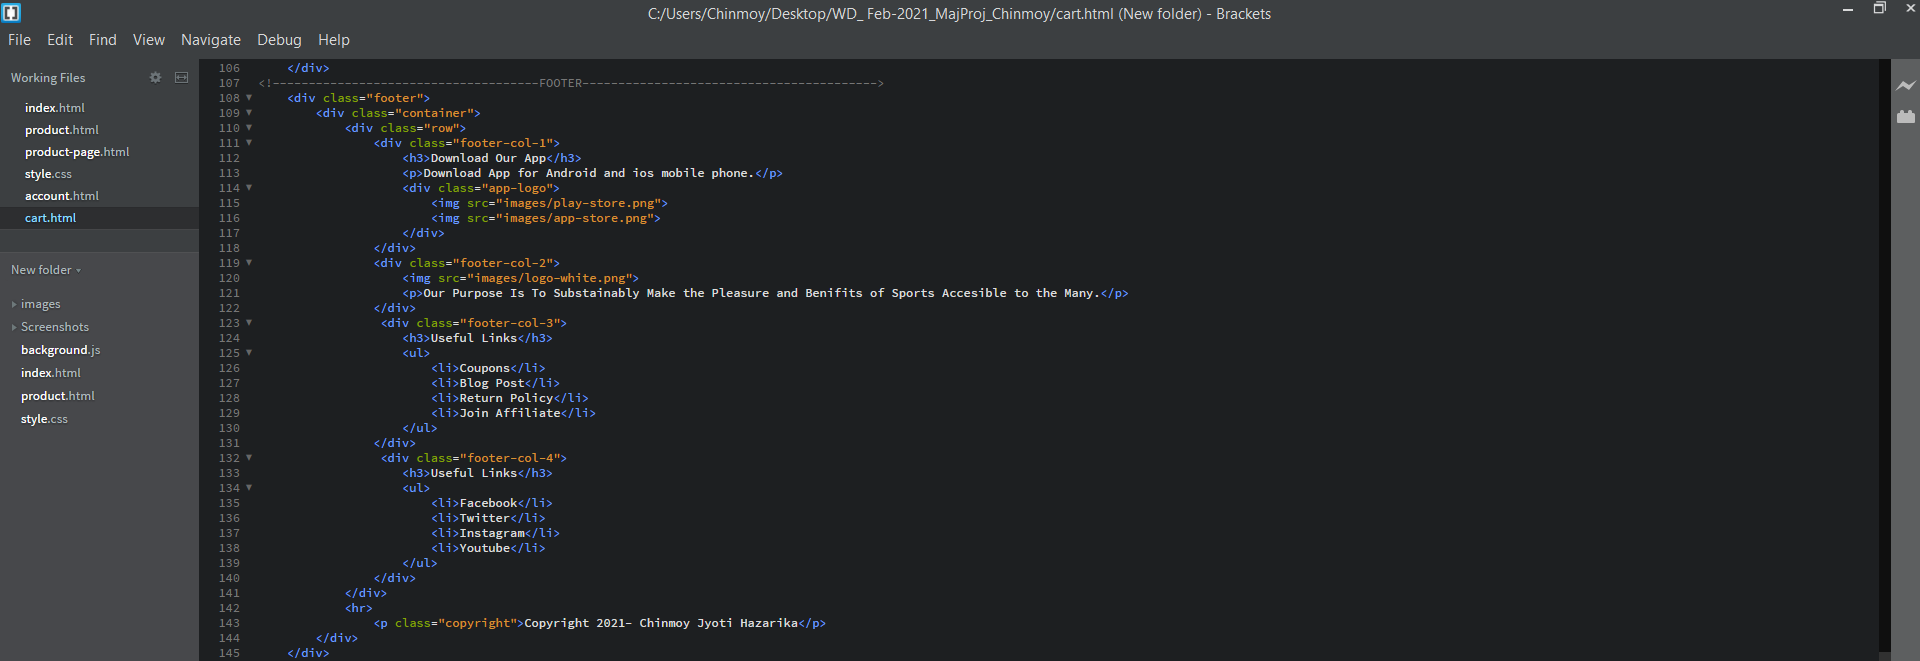 C:/Users/Chinmoy/Desktop/WD_ Feb-2021_MajProj_Chinmoy/cart.html (New folder) - Brackets
File Edit Find View Navigate Debug Help
Working Files
index.html
product.html
product-page.html
style.css
account.html
cart.html
New folder
images
Screenshots
background.js
index.html
product.html
style.css
106 </div>
107 <!-------------------------------------FOOTER----------------------------------------->
108 <div class="footer">
109 <div class="container">
110 <div class="row">
111 <div class="footer-col-1">
112 <h3>Download Our App</h3>
113 <p>Download App for Android and ios mobile phone.</p>
114 <div class="app-logo">
115 <img src="images/play-store.png">
116 <img src="images/app-store.png">
117 </div>
118 </div>
119 <div class="footer-col-2">
120 <img src="images/logo-white.png">
121 <p>Our Purpose Is To Substainably Make the Pleasure and Benifits of Sports Accesible to the Many.</p>
122 </div>
123 <div class="footer-col-3">
124 <h3>Useful Links</h3>
125 <ul>
126 <li>Coupons</li>
127 <li>Blog Post</li>
128 <li>Return Policy</li>
129 <li>Join Affiliate</li>
130 </ul>
131 </div>
132 <div class="footer-col-4">
133 <h3>Useful Links</h3>
134 <ul>
135 <li>Facebook</li>
136 <li>Twitter</li>
137 <li>Instagram</li>
138 <li>Youtube</li>
139 </ul>
140 </div>
141 </div>
142 <hr>
143 <p class="copyright">Copyright 2021- Chinmoy Jyoti Hazarika</p>
144 </div>
145 </div>